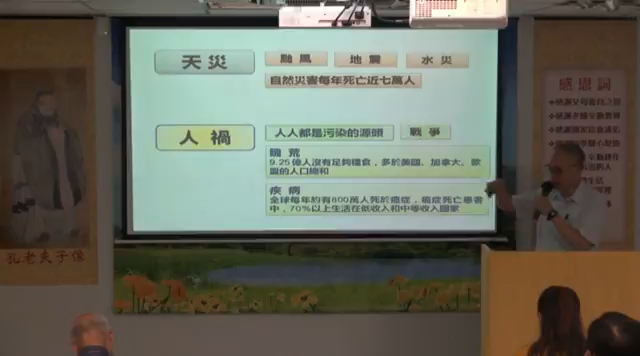 天災
颱風
地震
水災
自然災害每年死亡近七萬人
人禍
人人都是污染的源頭
戰爭
饑荒
9.25億人沒有足夠糧食，多於美國、加拿大、歐
盟的人口總和
疾病
全球每年約有800萬人死於癌症，癌症死亡患者
中，70%以上生活在低收入和中等收入國家
孔老夫子像
感恩詞